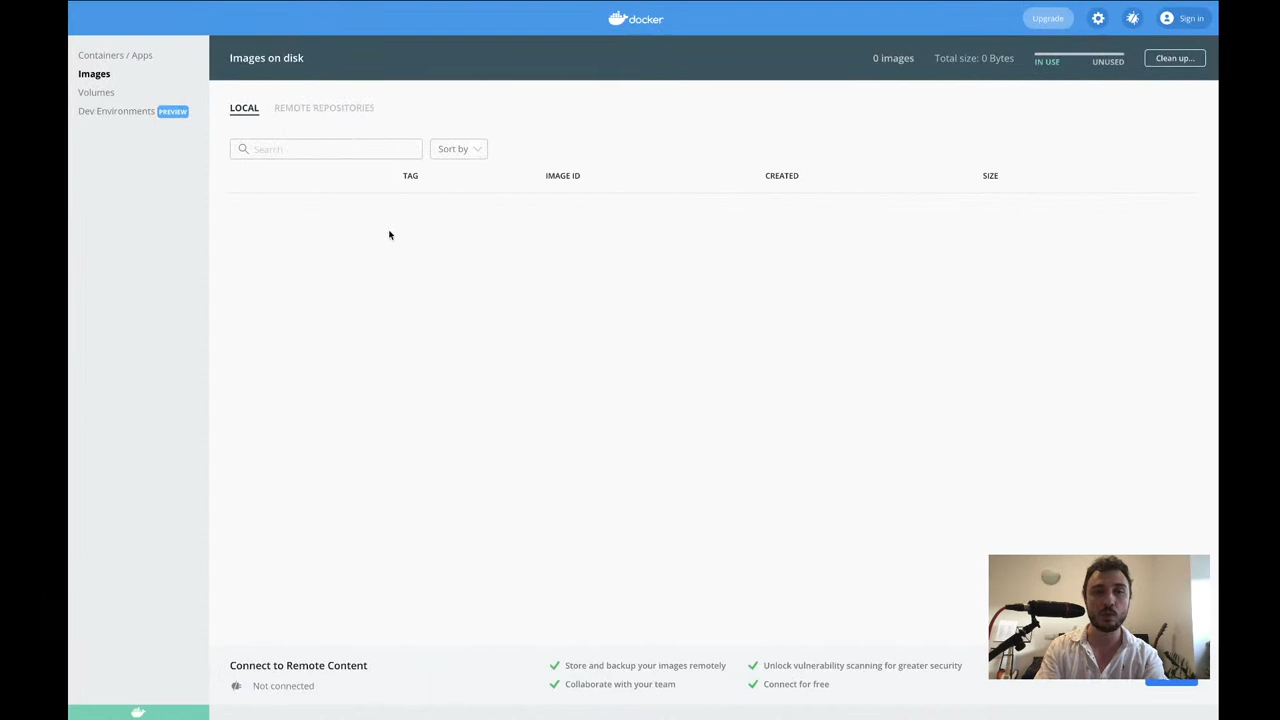 docker
Upgrade
Sign in
Containers / Apps
Images
Volumes
Dev Environments PREVIEW
Images on disk
0 images
Total size: 0 Bytes
IN USE
UNUSED
Clean up...
LOCAL
REMOTE REPOSITORIES
Search
Sort by
TAG
IMAGE ID
CREATED
SIZE
Connect to Remote Content
Not connected
Store and backup your images remotely
Unlock vulnerability scanning for greater security
Collaborate with your team
Connect for free